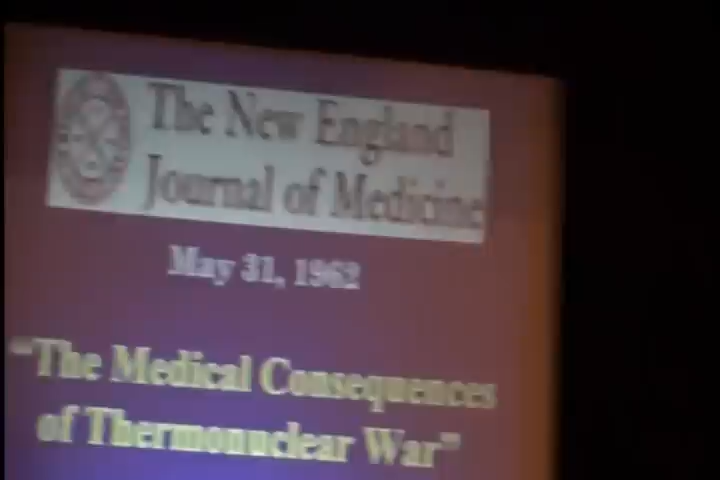 The New England
Journal of Medicine
May 31, 1962
"The Medical Consequences
of Thermonuclear War"